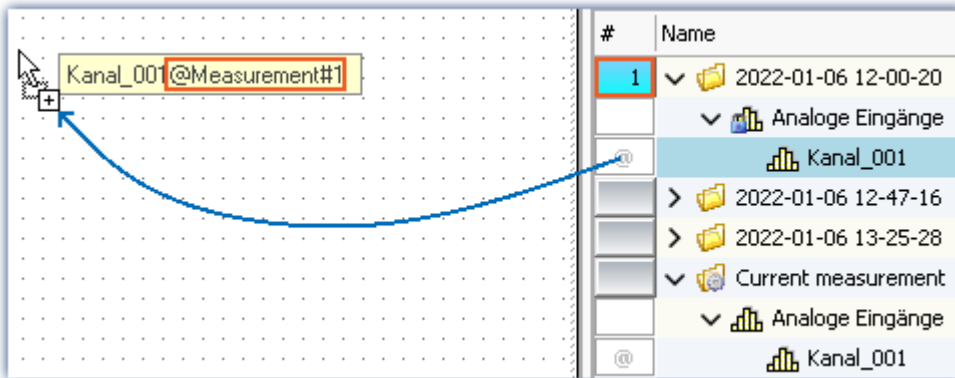 # Name
1 2022-01-06 12-00-20
Kanal_001@Measurement#1
Analoge Eingänge
@ Kanal_001
2022-01-06 12-47-16
2022-01-06 13-25-28
Current measurement
Analoge Eingänge
@ Kanal_001